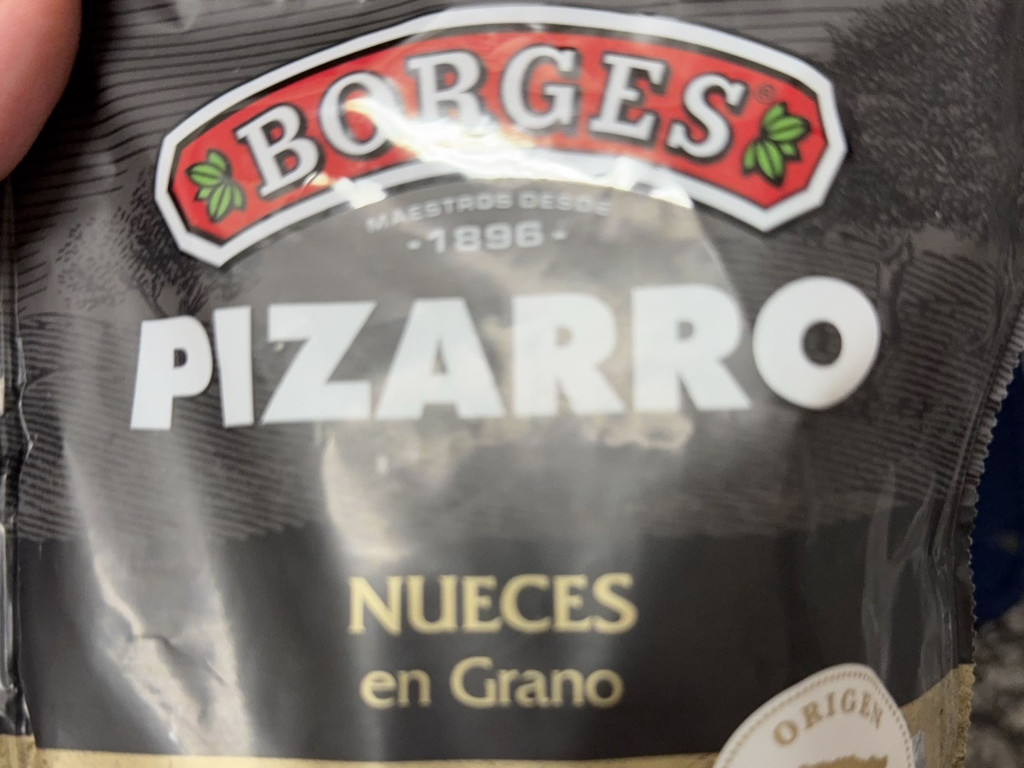 BORGES®
MAESTROS DESDE
-1896-
PIZARRO
NUECES
en Grano
ORIGEN